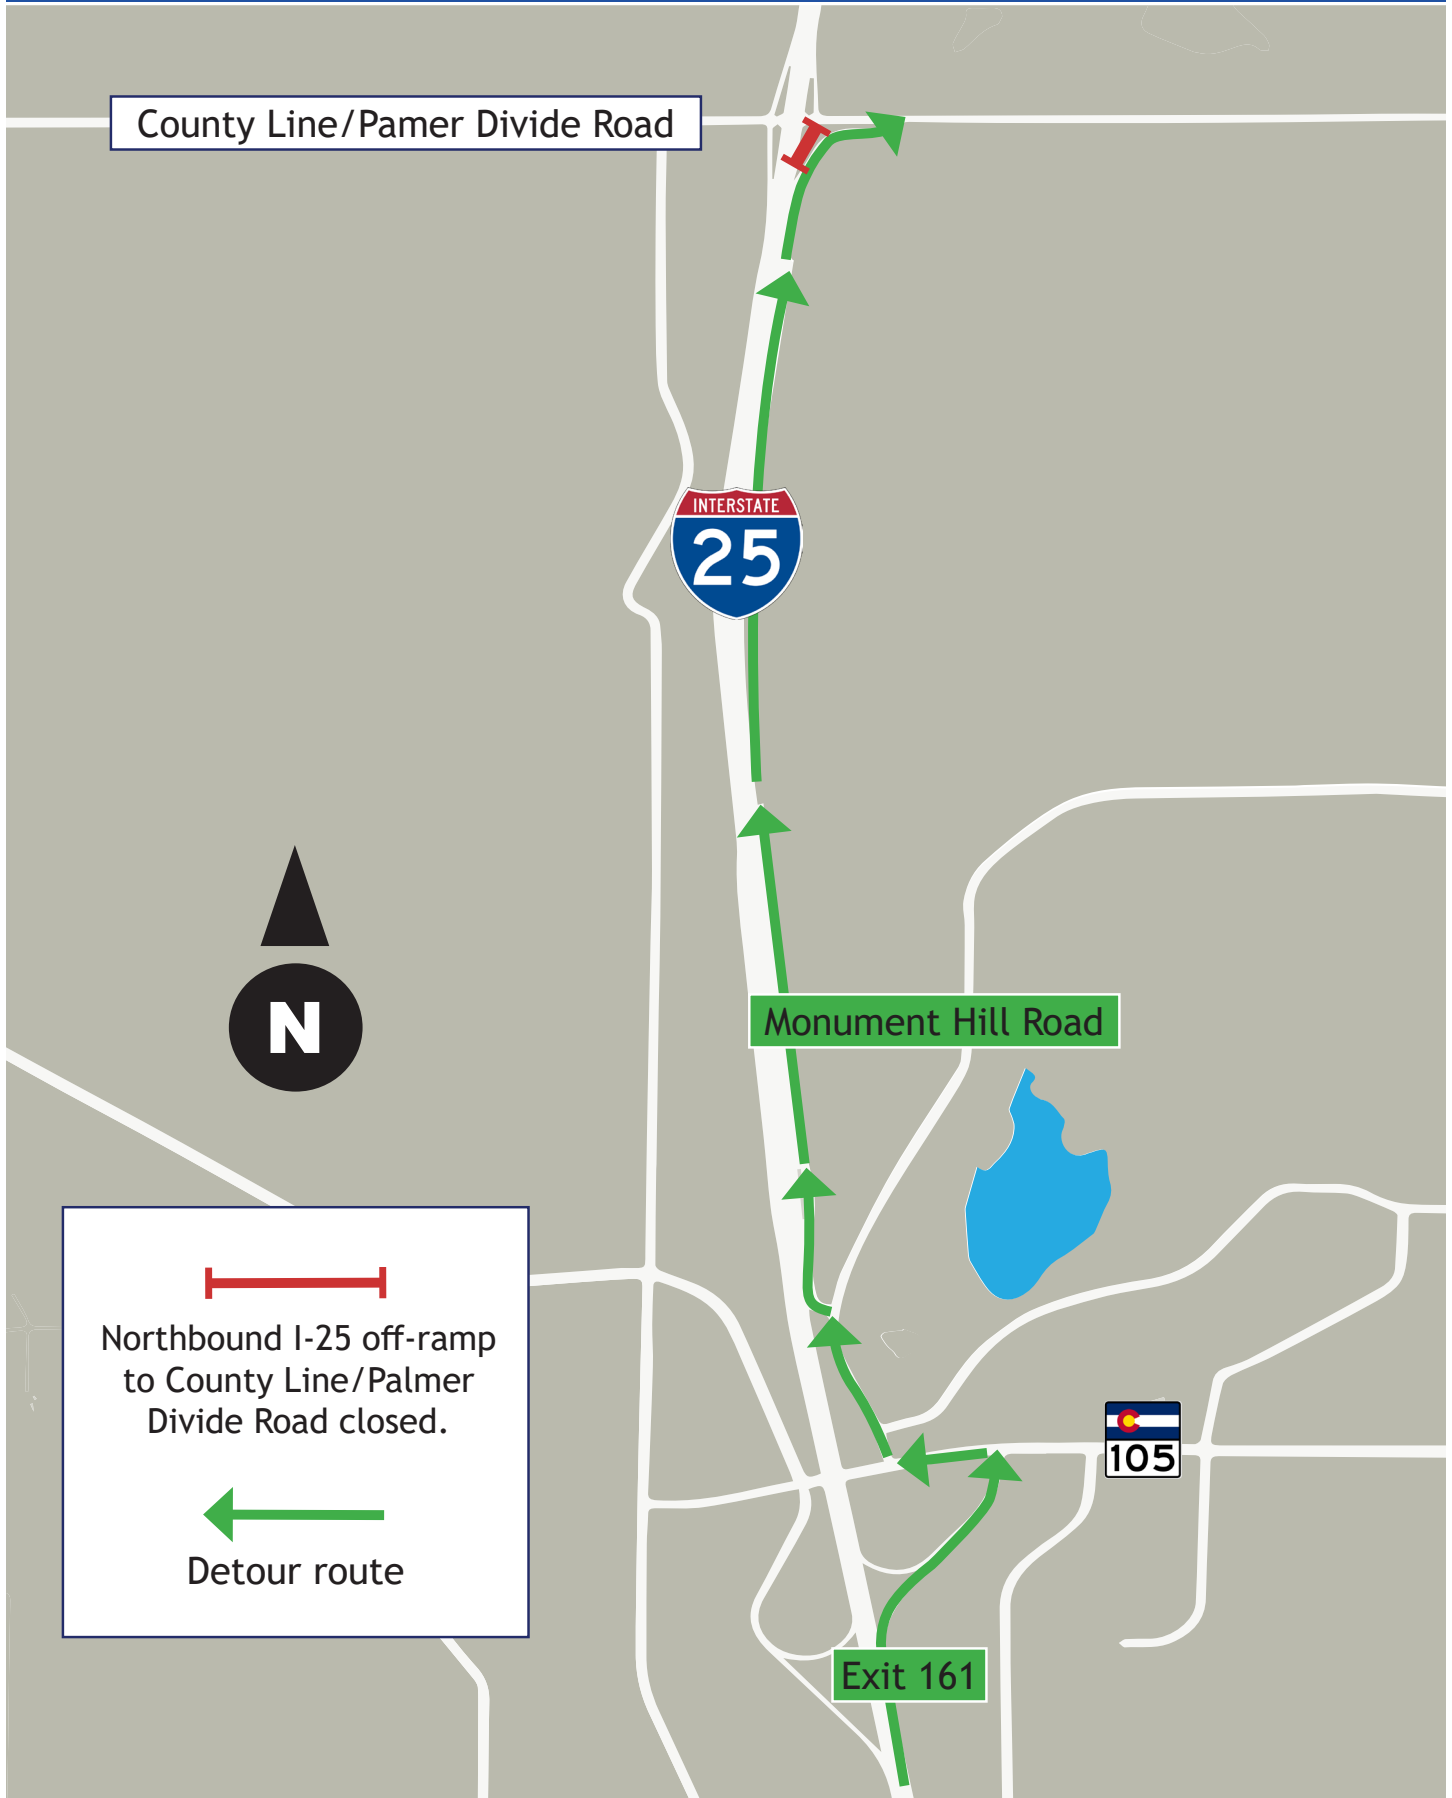 County Line/Pamer Divide Road
INTERSTATE
25
N
Monument Hill Road
Northbound I-25 off-ramp
to County Line/Palmer
Divide Road closed.
105
Detour route
Exit 161